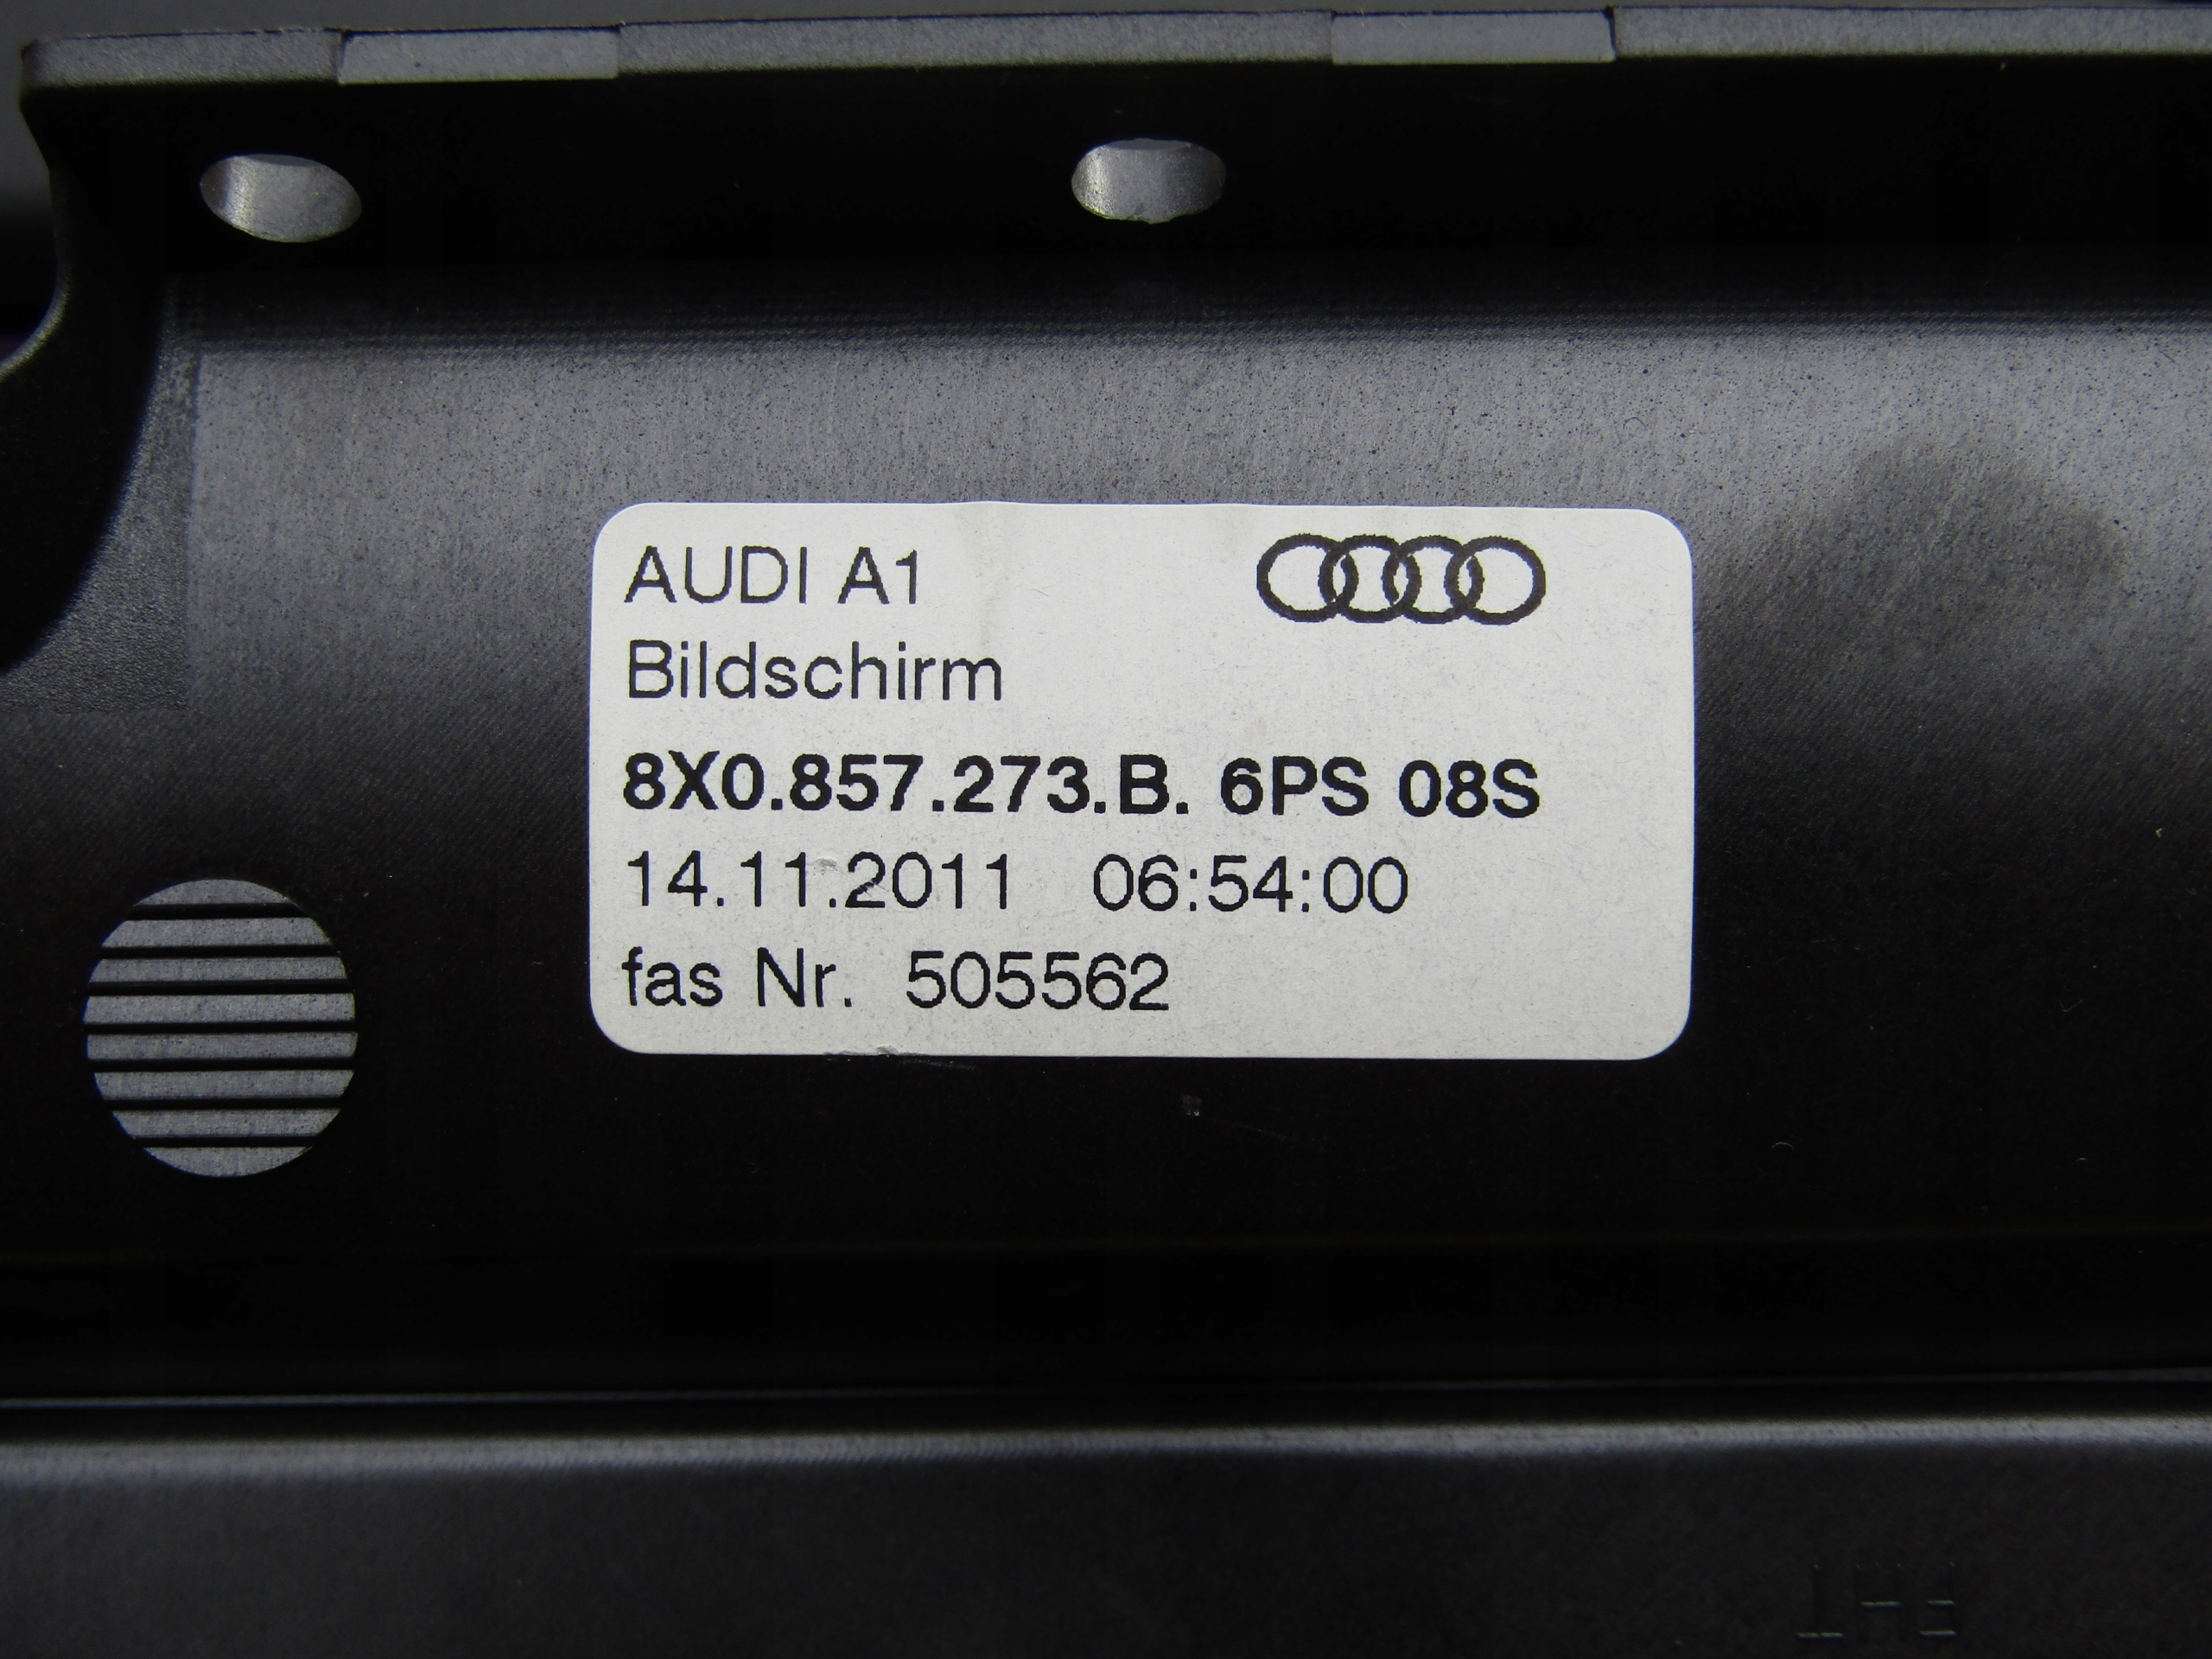 AUDI A1
Bildschirm
8X0.857.273.B. 6PS 08S
14.11.2011 06:54:00
fas Nr. 505562